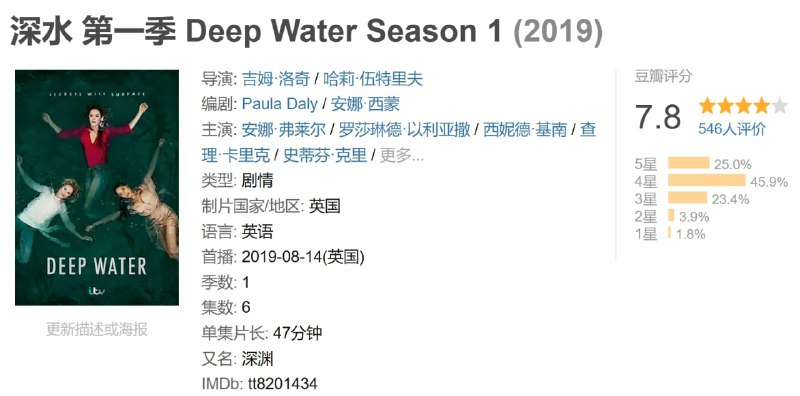 深水 第一季 Deep Water Season 1 (2019)
SECRETS WILL SURFACE
DEEP WATER
itv
更新描述或海报
导演: 吉姆·洛奇 / 哈莉·伍特里夫
编剧: Paula Daly / 安娜·西蒙
主演: 安娜·弗莱尔 / 罗莎琳德·以利亚撒 / 西妮德·基南 / 查
理·卡里克 / 史蒂芬·克里 / 更多...
类型: 剧情
制片国家/地区: 英国
语言: 英语
首播: 2019-08-14(英国)
季数: 1
集数: 6
单集片长: 47分钟
又名: 深渊
IMDb: tt8201434
豆瓣评分
7.8
546人评价
5星 25.0%
4星 45.9%
3星 23.4%
2星 3.9%
1星 1.8%